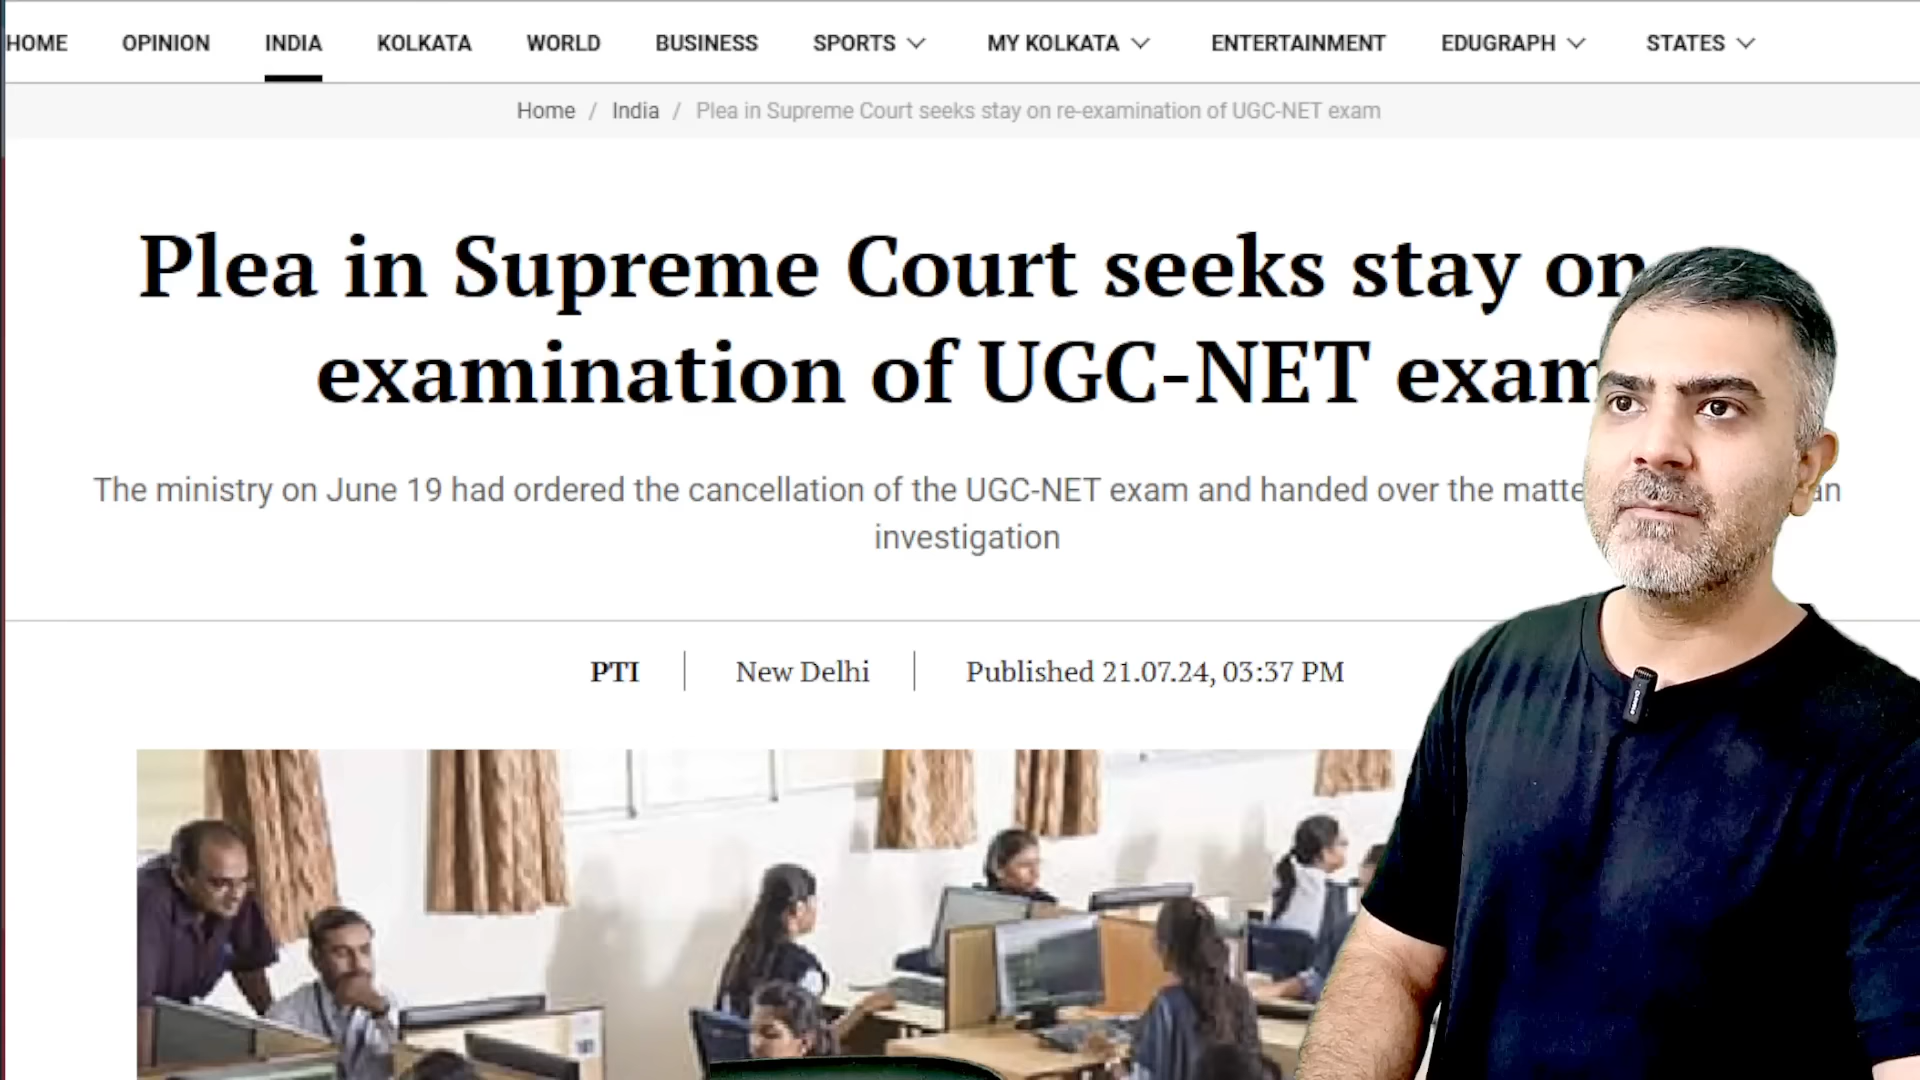 HOME OPINION INDIA KOLKATA WORLD BUSINESS SPORTS MY KOLKATA ENTERTAINMENT EDUGRAPH STATES
Home / India / Plea in Supreme Court seeks stay on re-examination of UGC-NET exam
Plea in Supreme Court seeks stay on
examination of UGC-NET exam
The ministry on June 19 had ordered the cancellation of the UGC-NET exam and handed over the matte an
investigation
PTI | New Delhi | Published 21.07.24, 03:37 PM